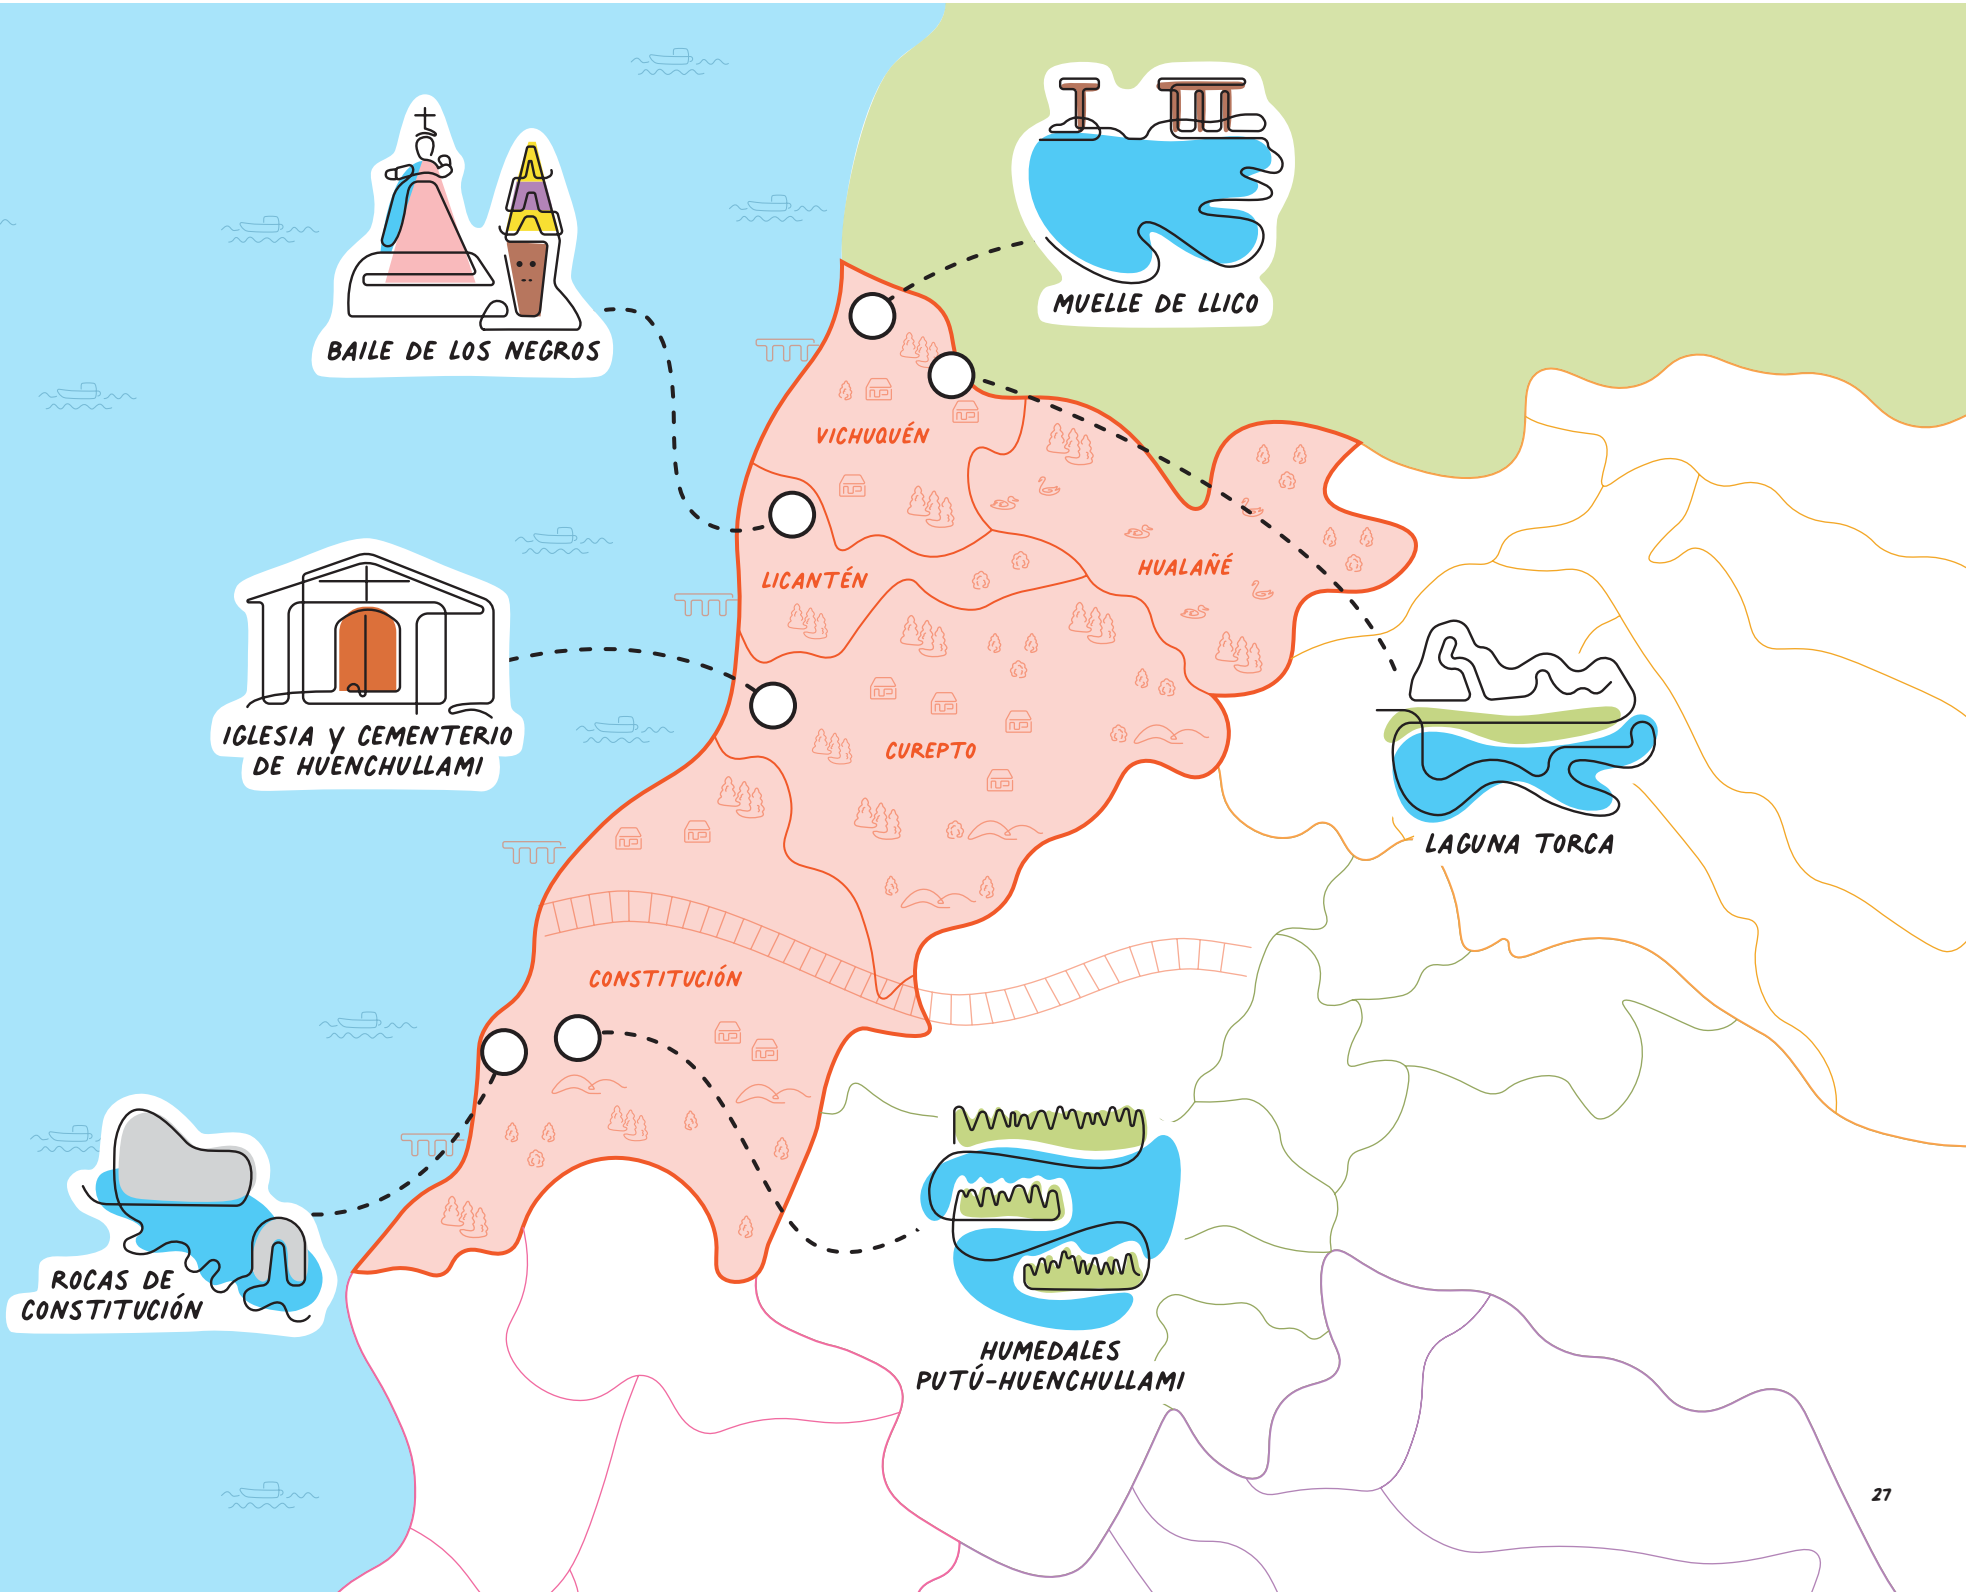 MUELLE DE LLICO
BAILE DE LOS NEGROS
VICHUQUÉN
LICANTÉN
HUALAÑÉ
IGLESIA Y CEMENTERIO
DE HUENCHULLAMI
CUREPTO
LAGUNA TORCA
CONSTITUCIÓN
ROCAS DE
CONSTITUCIÓN
HUMEDALES
PUTÚ-HUENCHULLAMI
27